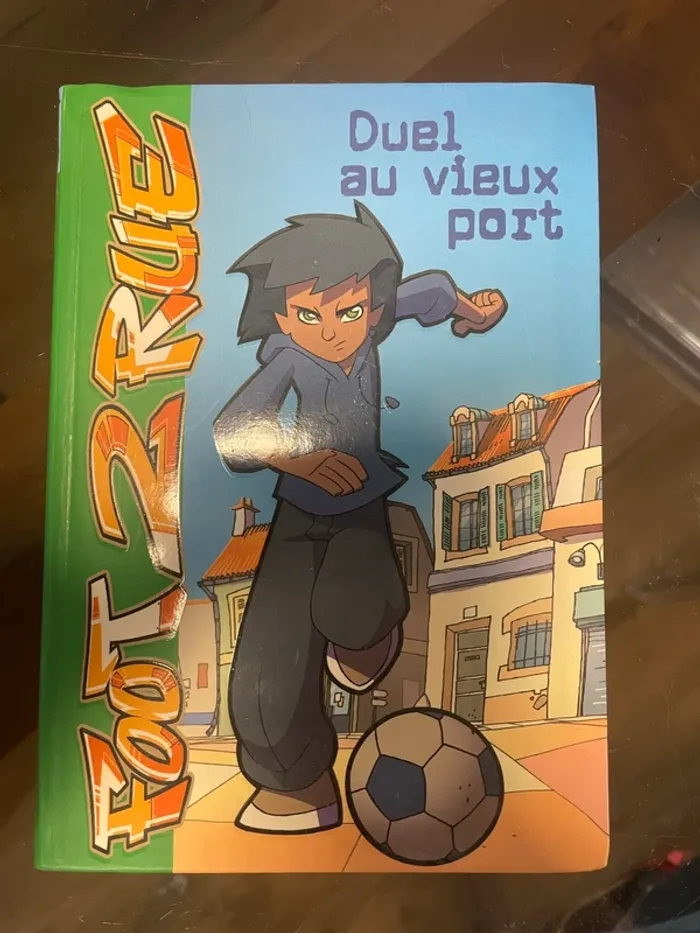 FOOT 2 RUE
Duel
au vieux
port